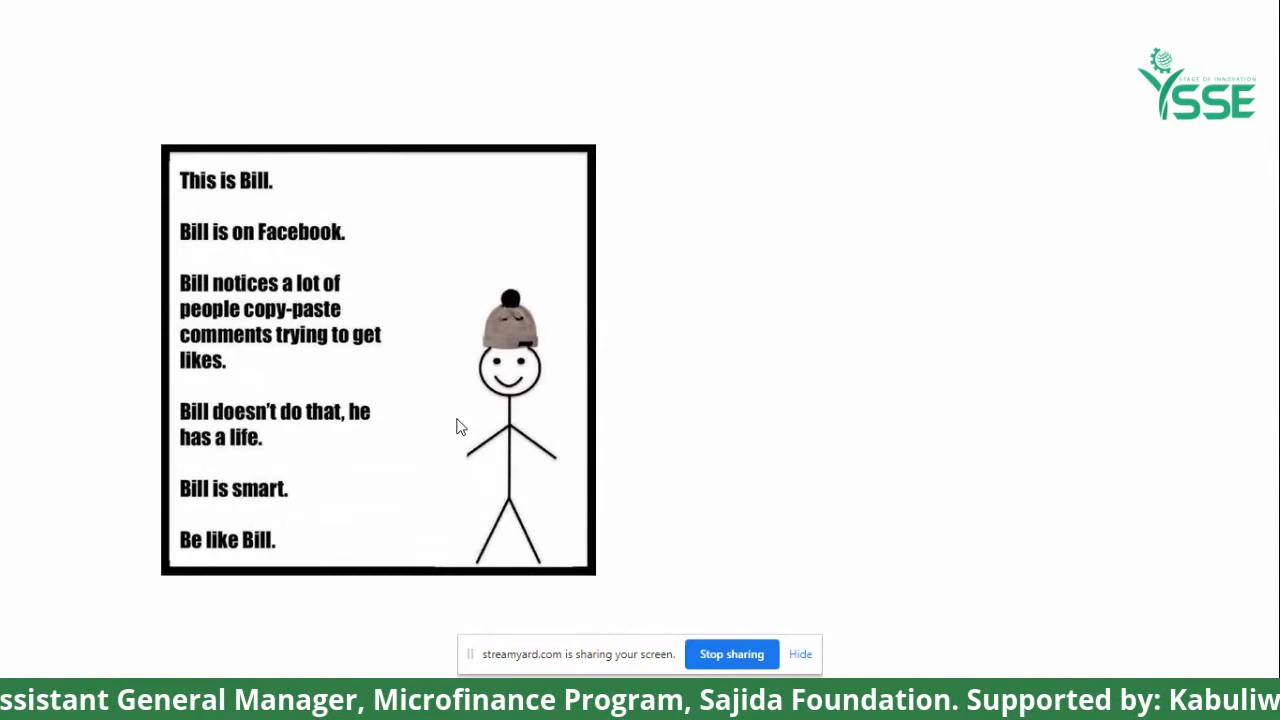 STAGE OF INNOVATION
YSSE
This is Bill.
Bill is on Facebook.
Bill notices a lot of
people copy-paste
comments trying to get
likes.
Bill doesn't do that, he
has a life.
Bill is smart.
Be like Bill.
streamyard.com is sharing your screen. Stop sharing Hide
ssistant General Manager, Microfinance Program, Sajida Foundation. Supported by: Kabuliw